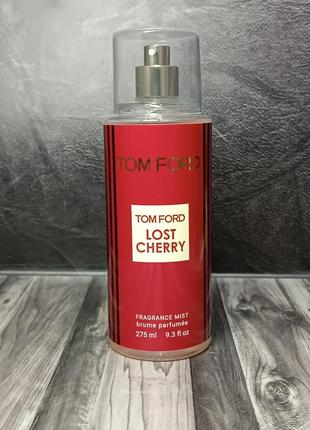 TOM FORD
TOM FORD
LOST
CHERRY
FRAGRANCE MIST
brume parfumée
275 ml 9.3 fl oz